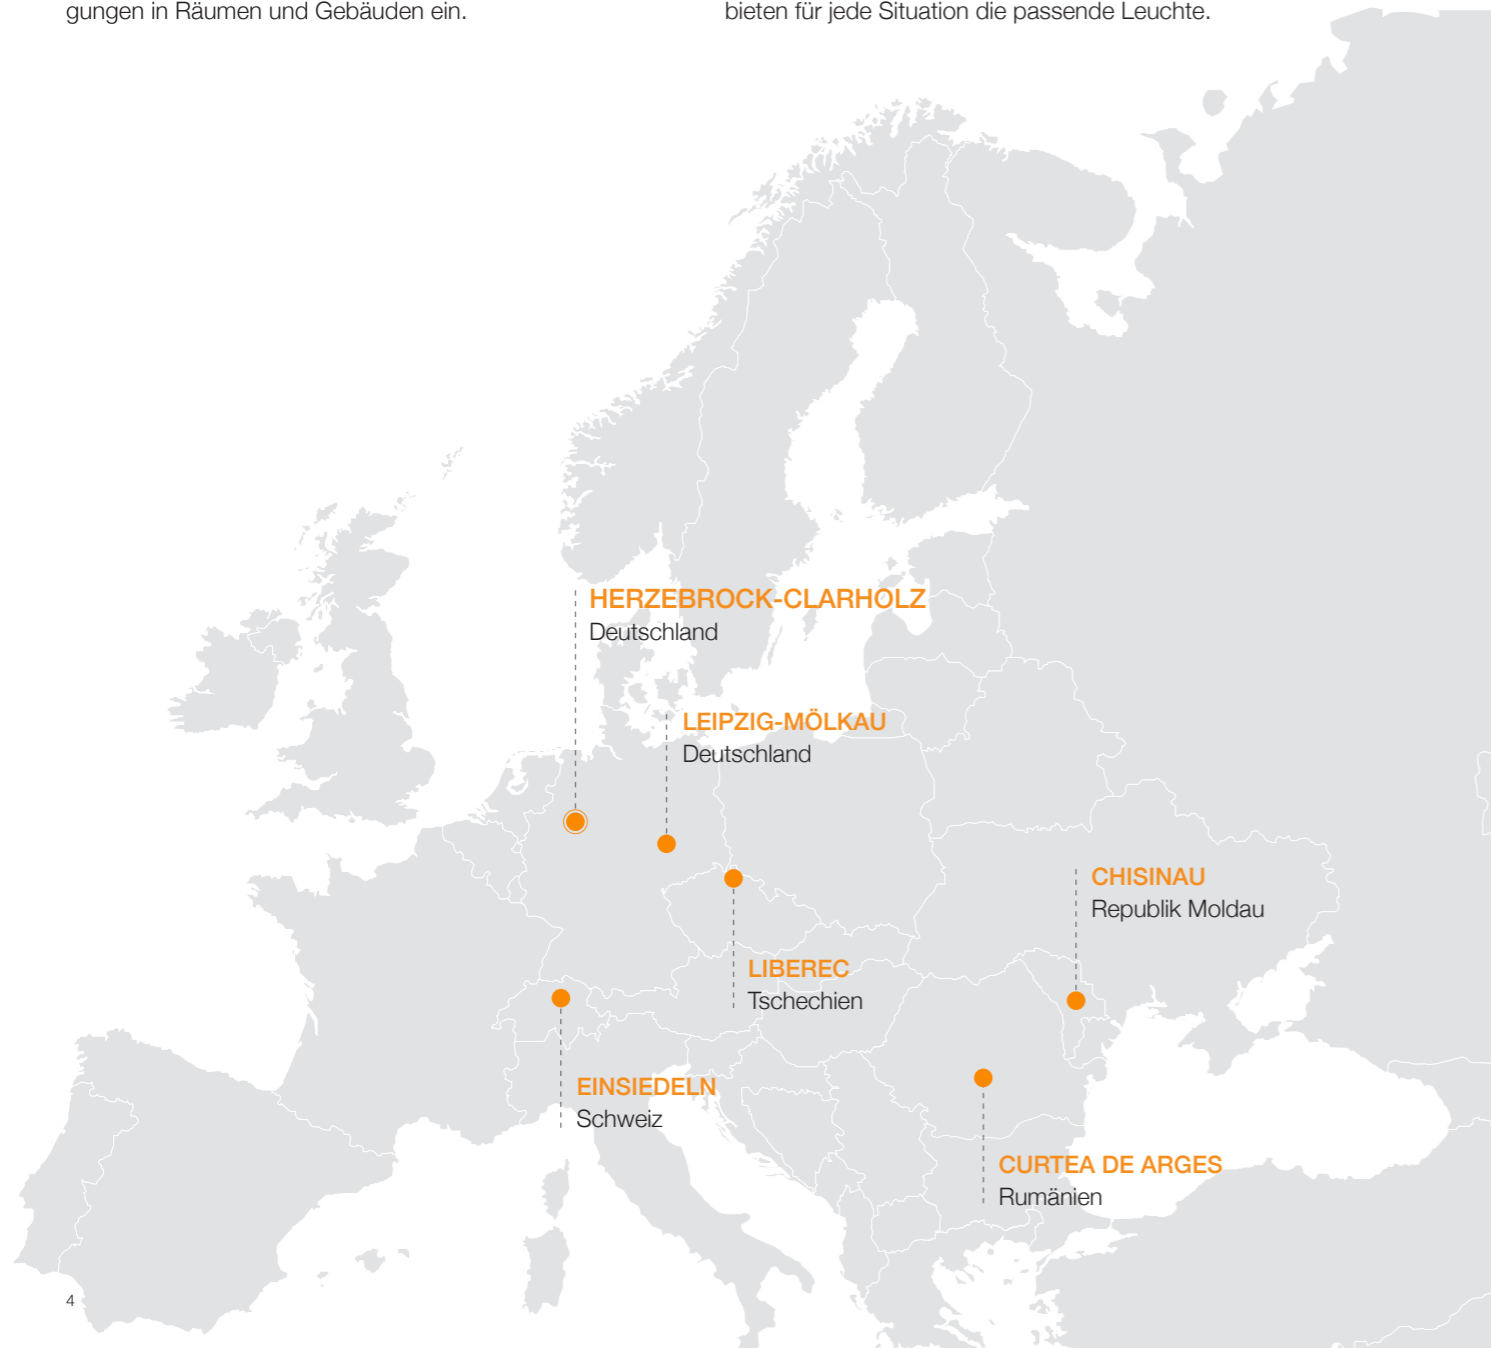 gungen in Räumen und Gebäuden ein.
bieten für jede Situation die passende Leuchte.
HERZEBROCK-CLARHOLZ
Deutschland
LEIPZIG-MÖLKAU
Deutschland
CHISINAU
Republik Moldau
LIBEREC
Tschechien
EINSIEDELN
Schweiz
CURTEA DE ARGES
Rumänien
4